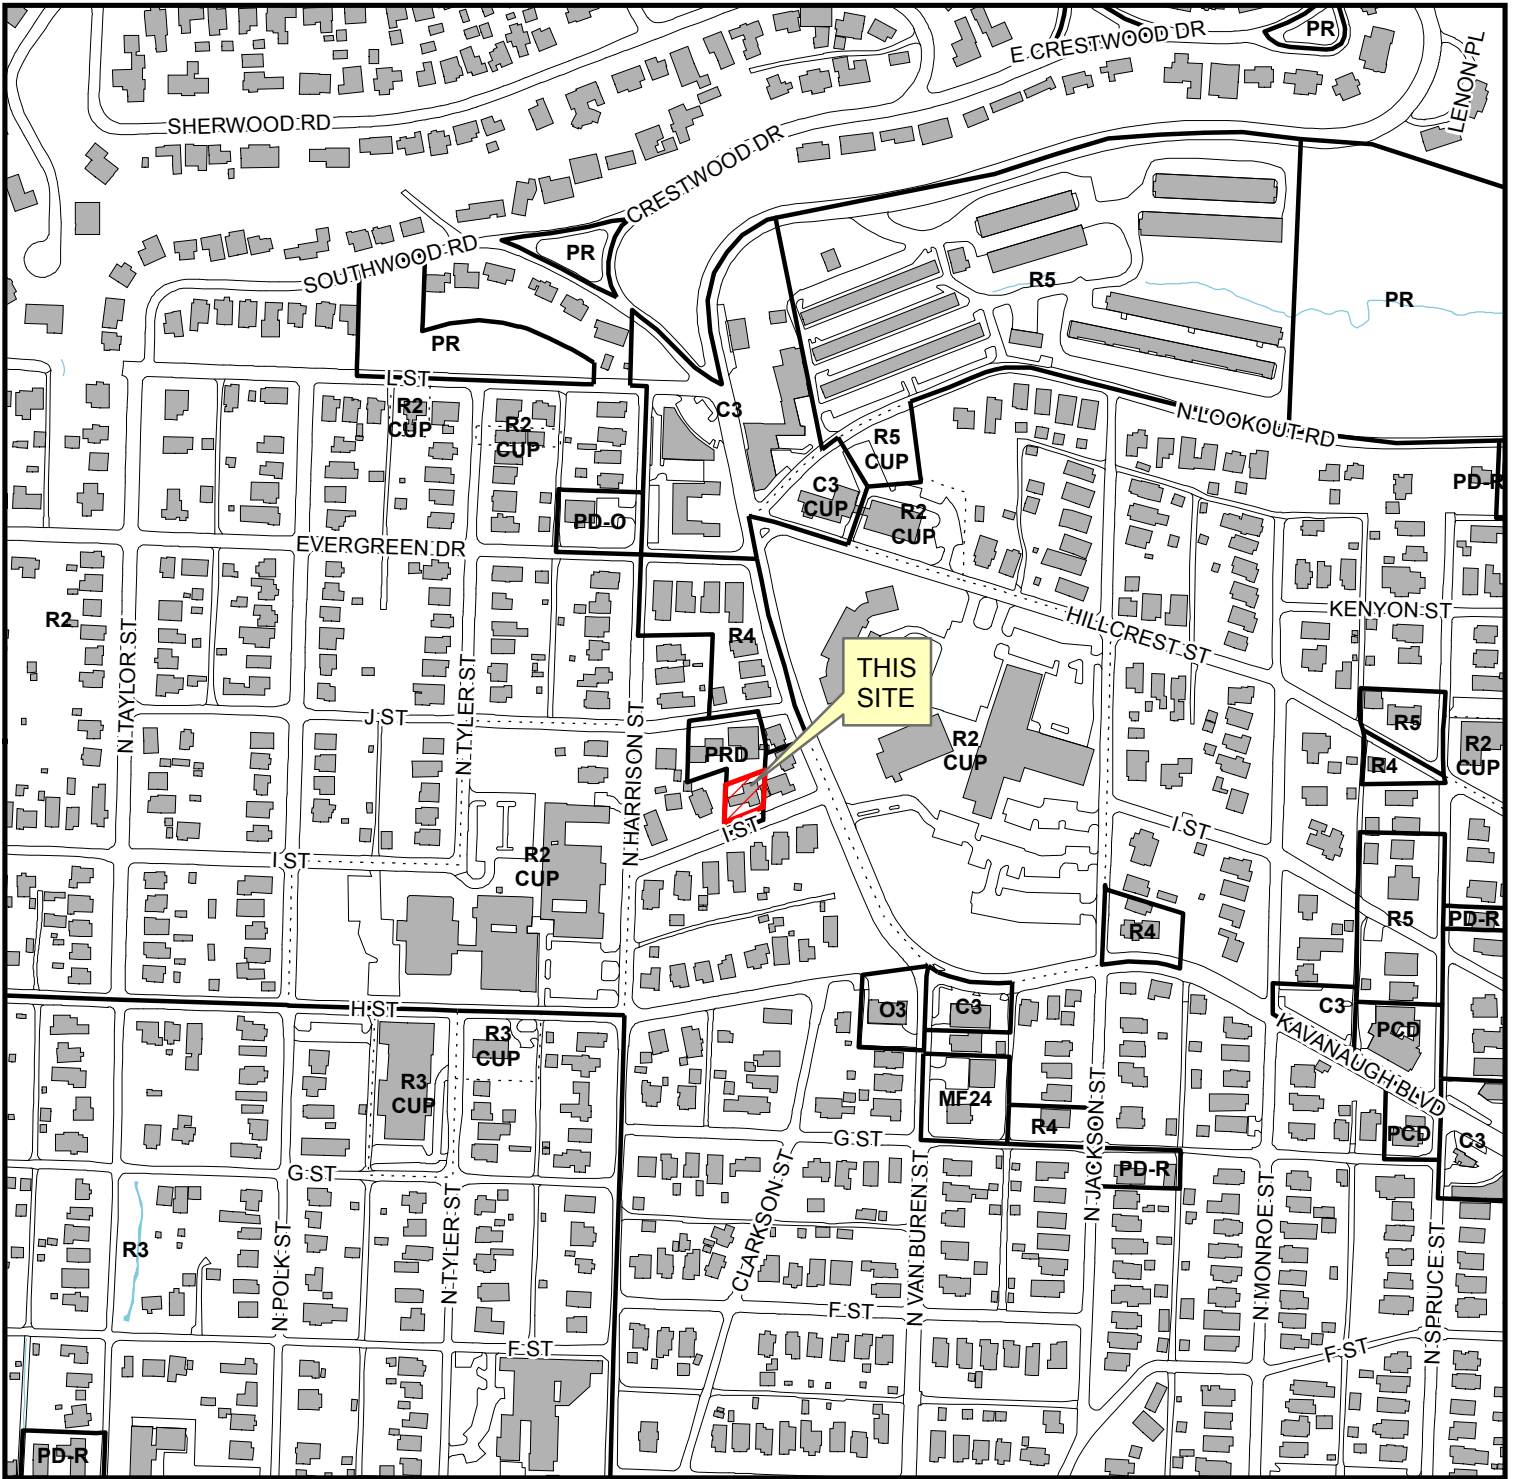 PR
E CRESTWOOD DR
LENON PL
SHERWOOD RD
CRESTWOOD DR
SOUTHWOOD RD
PR
R5
PR
PR
L ST
R2
CUP
R2
CUP
C3
N LOOKOUT RD
R5
CUP
C3
CUP
R2
CUP
PD-R
PD-O
EVERGREEN DR
R2
N TAYLOR ST
R4
HILLCREST ST
KENYON ST
THIS
SITE
J ST
N TYLER ST
N HARRISON ST
PRD
R2
CUP
R5
R4
R2
CUP
I ST
I ST
I ST
R2
CUP
R4
R5
PD-R
H ST
O3
C3
C3
PCD
KAVANAUGH BLVD
R3
CUP
R3
CUP
MF24
R4
N JACKSON ST
PCD
C3
G ST
G ST
PD-R
CLARKSON ST
N VAN BUREN ST
N MONROE ST
N SPRUCE ST
N POLK ST
N TYLER ST
R3
F ST
F ST
F ST
PD-R